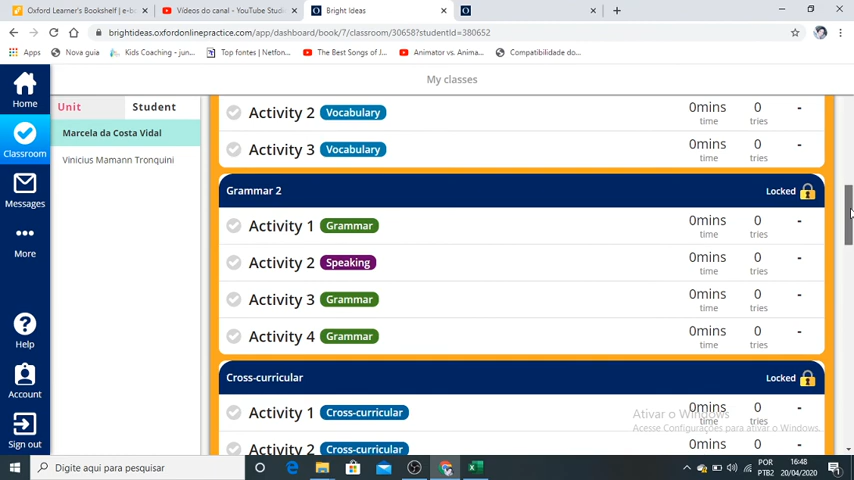 Oxford Learner's Bookshelf | e-bo
Vídeos do canal - YouTube Studi
Bright Ideas
brightideas.oxfordonlinepractice.com/app/dashboard/book/7/classroom/30658?studentId=380652
Apps
Nova guia
Kids Coaching - jun...
Top fontes | Netfon...
The Best Songs of J...
Animator vs. Anima...
Compatibilidade do...
My classes
Home
Classroom
Messages
More
Help
Account
Sign out
Unit
Student
Marcela da Costa Vidal
Vinicius Mamann Tronquini
Activity 2 Vocabulary 0mins 0 -
time tries
Activity 3 Vocabulary 0mins 0 -
time tries
Grammar 2 Locked
Activity 1 Grammar 0mins 0 -
time tries
Activity 2 Speaking 0mins 0 -
time tries
Activity 3 Grammar 0mins 0 -
time tries
Activity 4 Grammar 0mins 0 -
time tries
Cross-curricular Locked
Activity 1 Cross-curricular 0mins 0 -
time tries
Activity 2 Cross-curricular 0mins 0 -
Ativar o Windows
Acesse Configurações para ativar o Windows.
Digite aqui para pesquisar
POR
PTB2
16:48
20/04/2020